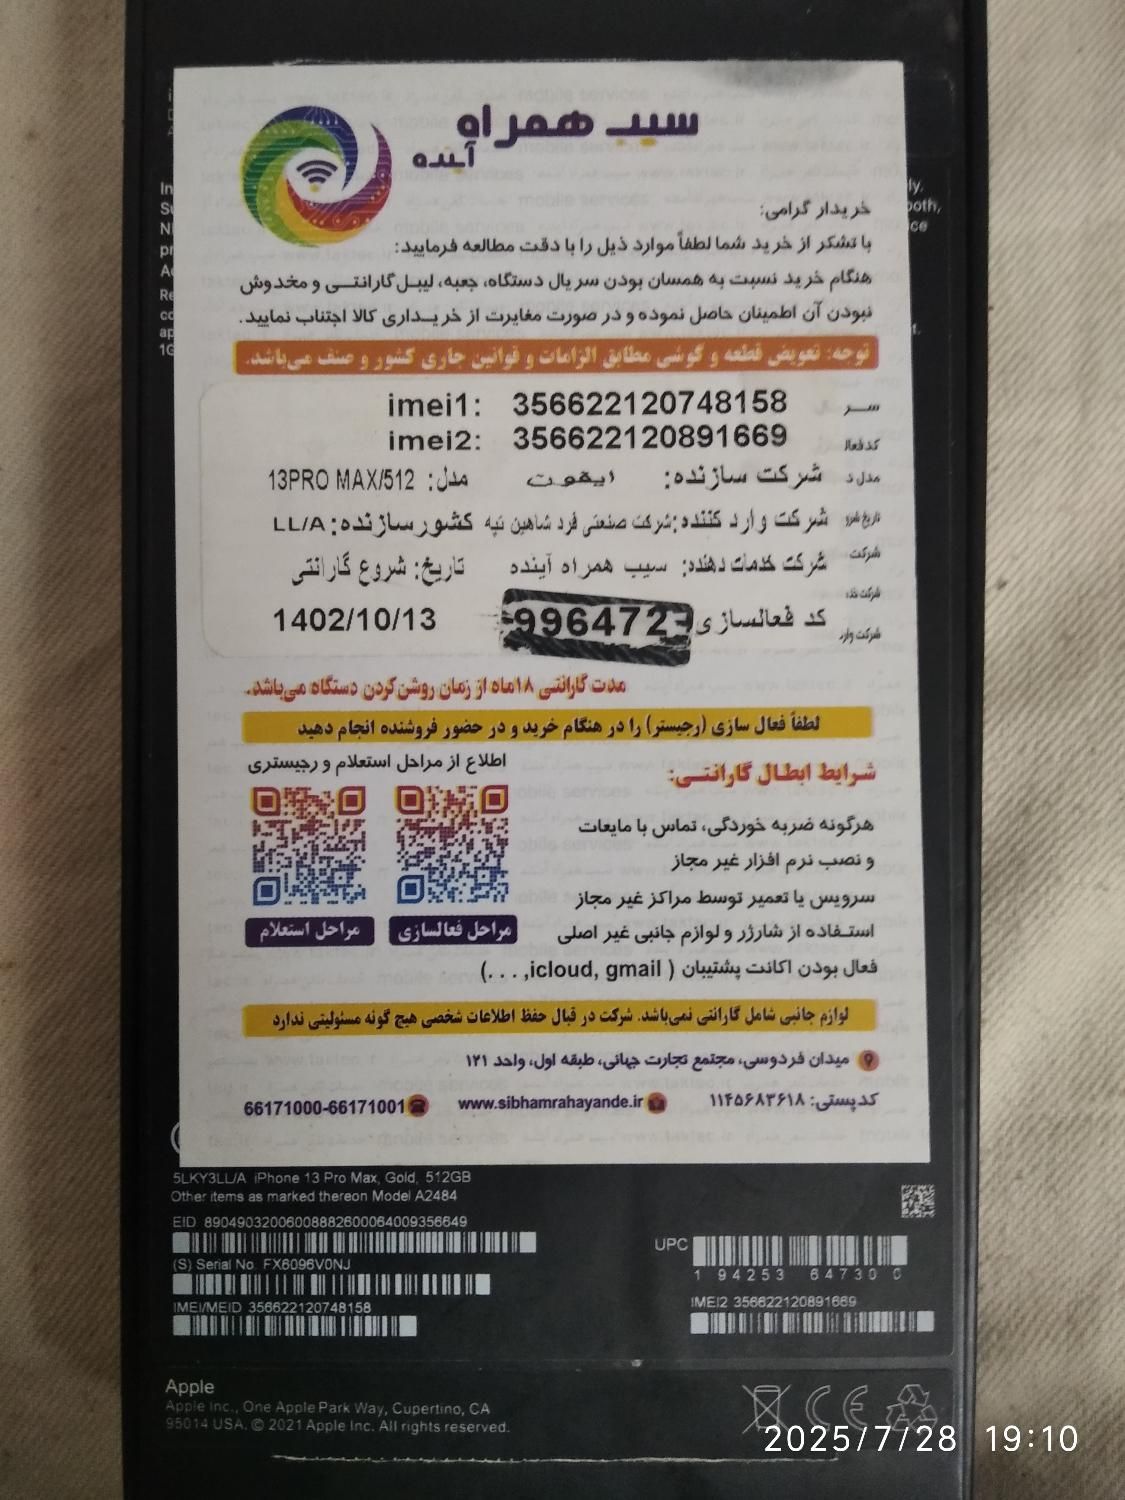 سیب همراه
آینده
خریدار گرامی:
با تشکر از خرید شما لطفاً موارد ذیل را با دقت مطالعه فرمایید:
هنگام خرید نسبت به همسان بودن سریال دستگاه، جعبه، لیبل گارانتی و مخدوش
نبودن آن اطمینان حاصل نموده و در صورت مغایرت از خریداری کالا اجتناب نمایید.
توجه: تعویض قطعه و گوشی مطابق الزامات و قوانین جاری کشور و صنف می‌باشد.
imei1: 356622120748158
imei2: 356622120891669
شرکت سازنده: ایفون مدل: 13PRO MAX/512
شرکت وارد کننده: شرکت صنعتی فرد شاهین تپه کشور سازنده: LL/A
شرکت خدمات دهنده: سیب همراه آینده تاریخ: شروع گارانتی
کد فعالسازی 996472 1402/10/13
مدت گارانتی ۱۸ماه از زمان روشن‌کردن دستگاه می‌باشد.
لطفاً فعال سازی (رجیستر) را در هنگام خرید و در حضور فروشنده انجام دهید
اطلاع از مراحل استعلام و رجیستری
مراحل فعالسازی
مراحل استعلام
شرایط ابطال گارانتی:
هرگونه ضربه خوردگی، تماس با مایعات
و نصب نرم افزار غیر مجاز
سرویس یا تعمیر توسط مراکز غیر مجاز
استفاده از شارژر و لوازم جانبی غیر اصلی
فعال بودن اکانت پشتیبان ( icloud, gmail, ...)
لوازم جانبی شامل گارانتی نمی‌باشد. شرکت در قبال حفظ اطلاعات شخصی هیچ گونه مسئولیتی ندارد
میدان فردوسی، مجتمع تجارت جهانی، طبقه اول، واحد ۱۲۱
کدپستی: ۱۱۴۵۶۸۳۶۱۸ www.sibhamrahayande.ir 66171000-66171001
5LKY3LL/A iPhone 13 Pro Max, Gold, 512GB
Other items as marked thereon Model A2484
EID 89049032006008882600064009356649
(S) Serial No. FX6096V0NJ
IMEI/MEID 356622120748158
UPC
1 94253 64730 0
IMEI2 356622120891669
Apple
Apple Inc., One Apple Park Way, Cupertino, CA
95014 USA. © 2021 Apple Inc. All rights reserved.
2025/7/28 19:10